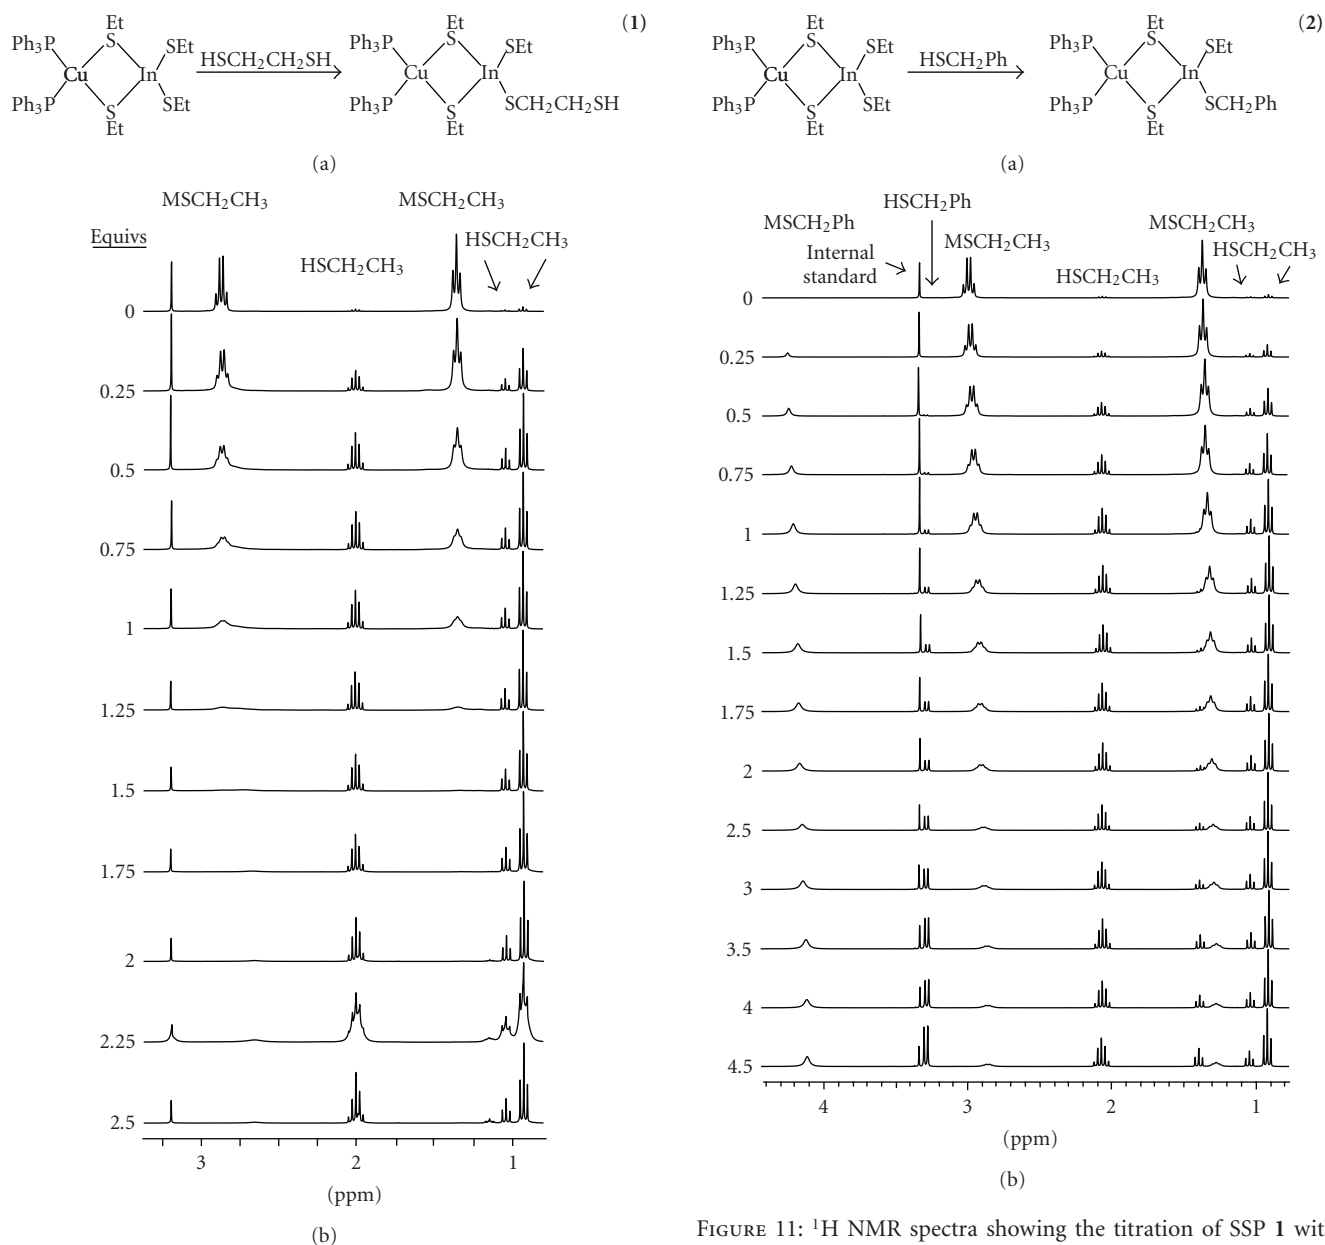 (1)
Et
S
Ph3P
Ph3P
Cu
In
SEt
SEt
S
Et
HSCH2CH2SH
Et
S
Ph3P
Ph3P
Cu
In
SEt
SCH2CH2SH
S
Et
(a)
MSCH2CH3
MSCH2CH3
Equivs
HSCH2CH3
HSCH2CH3
0
0.25
0.5
0.75
1
1.25
1.5
1.75
2
2.25
2.5
3 2 1
(ppm)
(b)
(2)
Et
S
Ph3P
Ph3P
Cu
In
SEt
SEt
S
Et
HSCH2Ph
Et
S
Ph3P
Ph3P
Cu
In
SEt
SCH2Ph
S
Et
(a)
HSCH2Ph
MSCH2Ph
MSCH2CH3
Internal
standard
MSCH2CH3
HSCH2CH3
HSCH2CH3
0
0.25
0.5
0.75
1
1.25
1.5
1.75
2
2.5
3
3.5
4
4.5
4 3 2 1
(ppm)
(b)
FIGURE 11: 1H NMR spectra showing the titration of SSP 1 wit